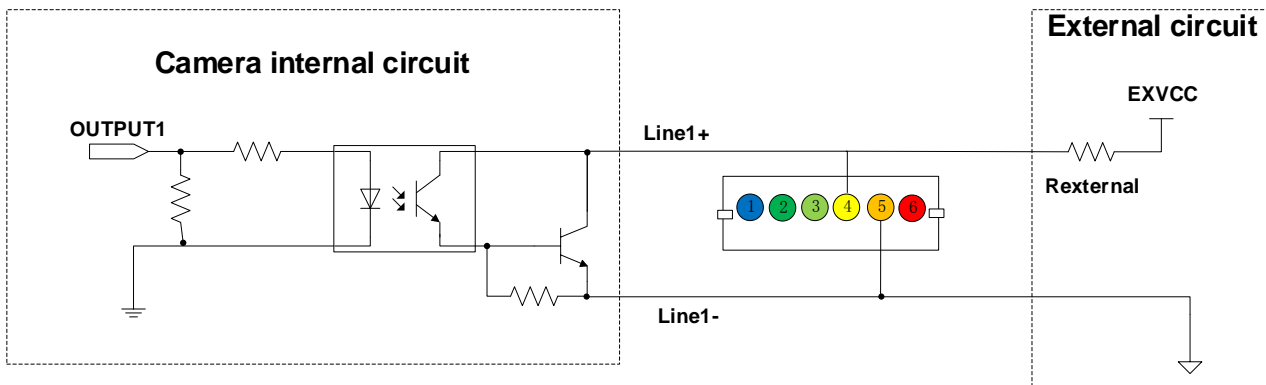 External circuit
Camera internal circuit
EXVCC
OUTPUT1
Line1+
Rexternal
1 2 3 4 5 6
Line1-